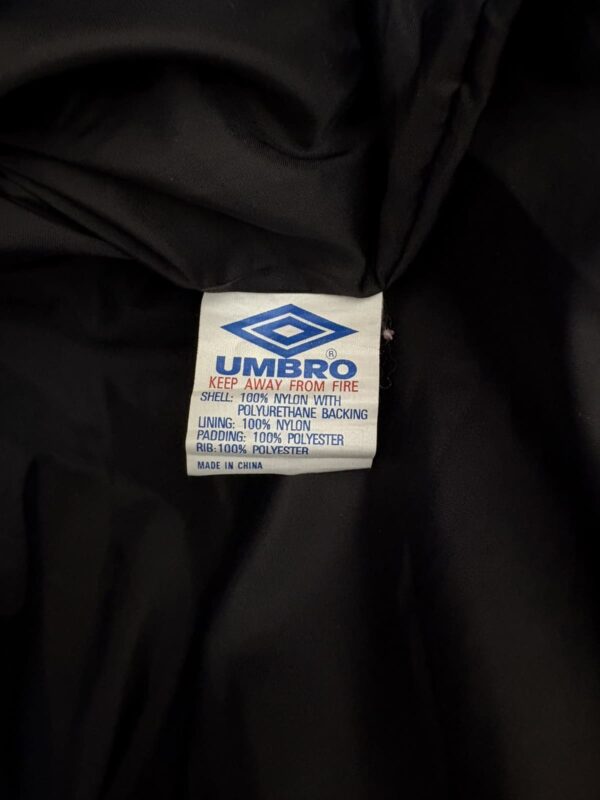 UMBRO®
KEEP AWAY FROM FIRE
SHELL: 100% NYLON WITH
POLYURETHANE BACKING
LINING: 100% NYLON
PADDING: 100% POLYESTER
RIB:100% POLYESTER
MADE IN CHINA